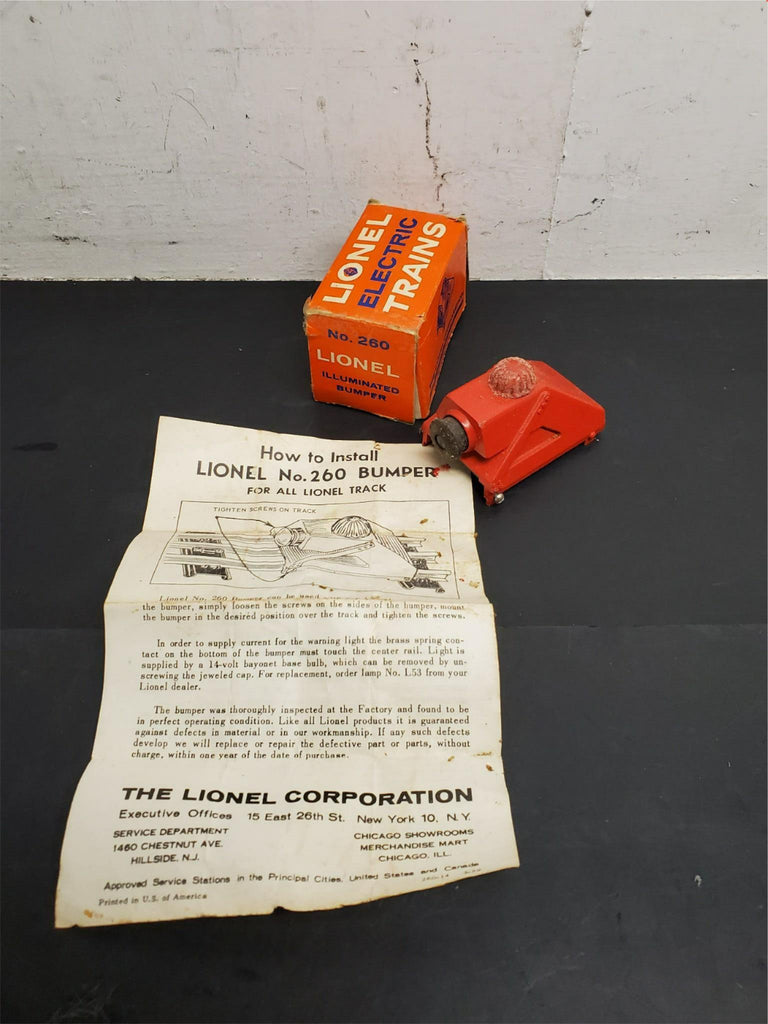 LIONEL
ELECTRIC
TRAINS
No. 260
LIONEL
ILLUMINATED
BUMPER
How to Install
LIONEL No. 260 BUMPER
FOR ALL LIONEL TRACK
TIGHTEN SCREWS ON TRACK
Lionel No. 260 Bumper can be used
the bumper, simply loosen the screws on the sides of the bumper, mount
the bumper in the desired position over the track and tighten the screws.
In order to supply current for the warning light the brass spring con-
tact on the bottom of the bumper must touch the center rail. Light is
supplied by a 14-volt bayonet base bulb, which can be removed by un-
screwing the jeweled cap. For replacement, order lamp No. L53 from your
Lionel dealer.
The bumper was thoroughly inspected at the Factory and found to be
in perfect operating condition. Like all Lionel products it is guaranteed
against defects in material or in our workmanship. If any such defects
develop we will replace or repair the defective part or parts, without
charge, within one year of the date of purchase.
THE LIONEL CORPORATION
Executive Offices 15 East 26th St. New York 10, N. Y.
SERVICE DEPARTMENT
1460 CHESTNUT AVE.
HILLSIDE, N.J.
CHICAGO SHOWROOMS
MERCHANDISE MART
CHICAGO, ILL.
Approved Service Stations in the Principal Cities, United States and Canada
Printed in U.S. of America